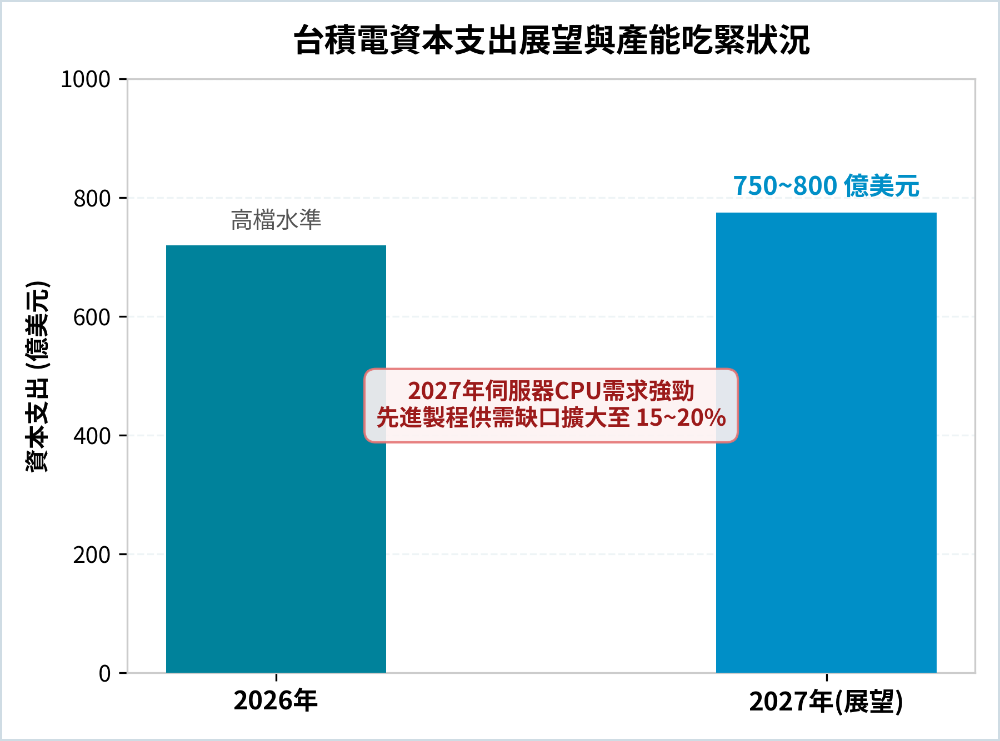 台積電資本支出展望與產能吃緊狀況
資本支出 (億美元)
1000
800
600
400
200
0
高檔水準
750~800 億美元
2027年伺服器CPU需求強勁
先進製程供需缺口擴大至 15~20%
2026年
2027年(展望)